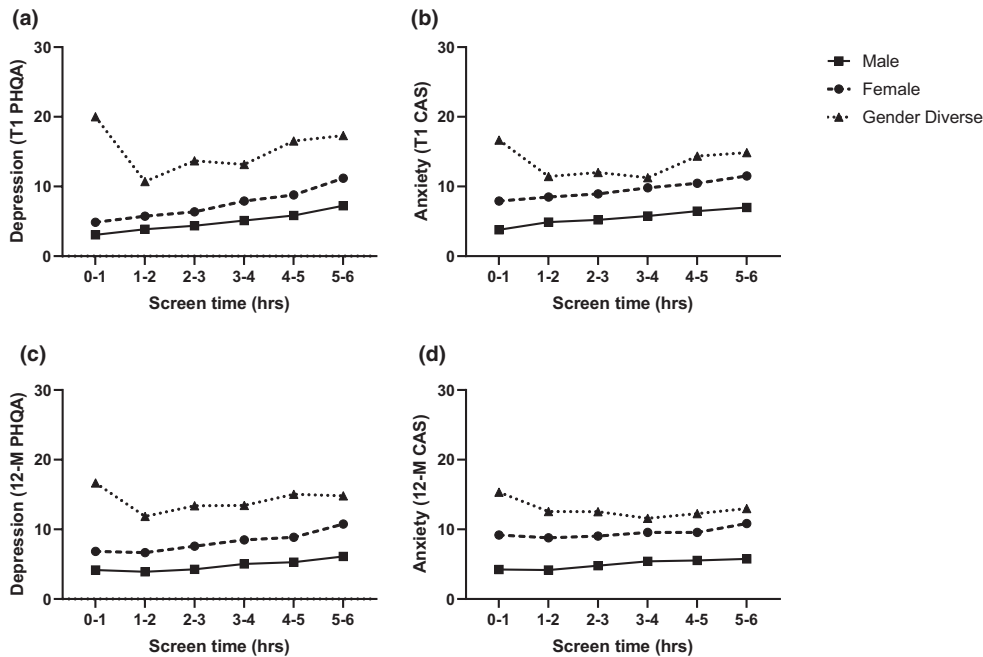 (a)
30
20
10
0
Depression (T1 PHQA)
0-1 1-2 2-3 3-4 4-5 5-6
Screen time (hrs)
(b)
30
20
10
0
Anxiety (T1 CAS)
0-1 1-2 2-3 3-4 4-5 5-6
Screen time (hrs)
Male
Female
Gender Diverse
(c)
30
20
10
0
Depression (12-M PHQA)
0-1 1-2 2-3 3-4 4-5 5-6
Screen time (hrs)
(d)
30
20
10
0
Anxiety (12-M CAS)
0-1 1-2 2-3 3-4 4-5 5-6
Screen time (hrs)